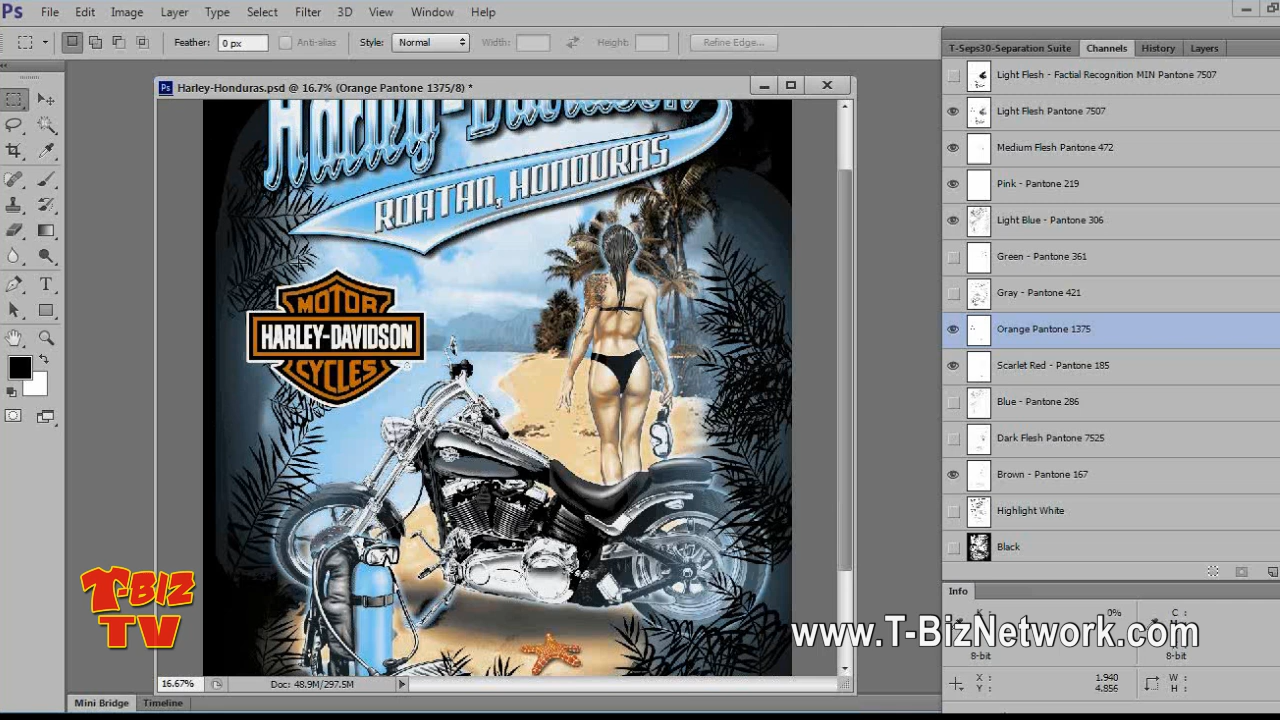 Ps File Edit Image Layer Type Select Filter 3D View Window Help
Feather: 0 px Anti-alias Style: Normal Width: Height: Refine Edge...
T-Seps30-Separation Suite Channels History Layers
Ps Harley-Honduras.psd @ 16.7% (Orange Pantone 1375/8) *
Light Flesh - Factial Recognition MIN Pantone 7507
Light Flesh Pantone 7507
Medium Flesh Pantone 472
Pink - Pantone 219
Light Blue - Pantone 306
Green - Pantone 361
Gray - Pantone 421
Orange Pantone 1375
Scarlet Red - Pantone 185
Blue - Pantone 286
Dark Flesh Pantone 7525
Brown - Pantone 167
Highlight White
Black
Harley-Davidson
ROATAN, HONDURAS
MOTOR
HARLEY-DAVIDSON
CYCLES
T-BIZ
TV
Info
K : 0% C :
8-bit 8-bit
www.T-BizNetwork.com
X : 1.940 W :
Y : 4.856 H :
16.67% Doc: 48.9M/297.5M
Mini Bridge Timeline